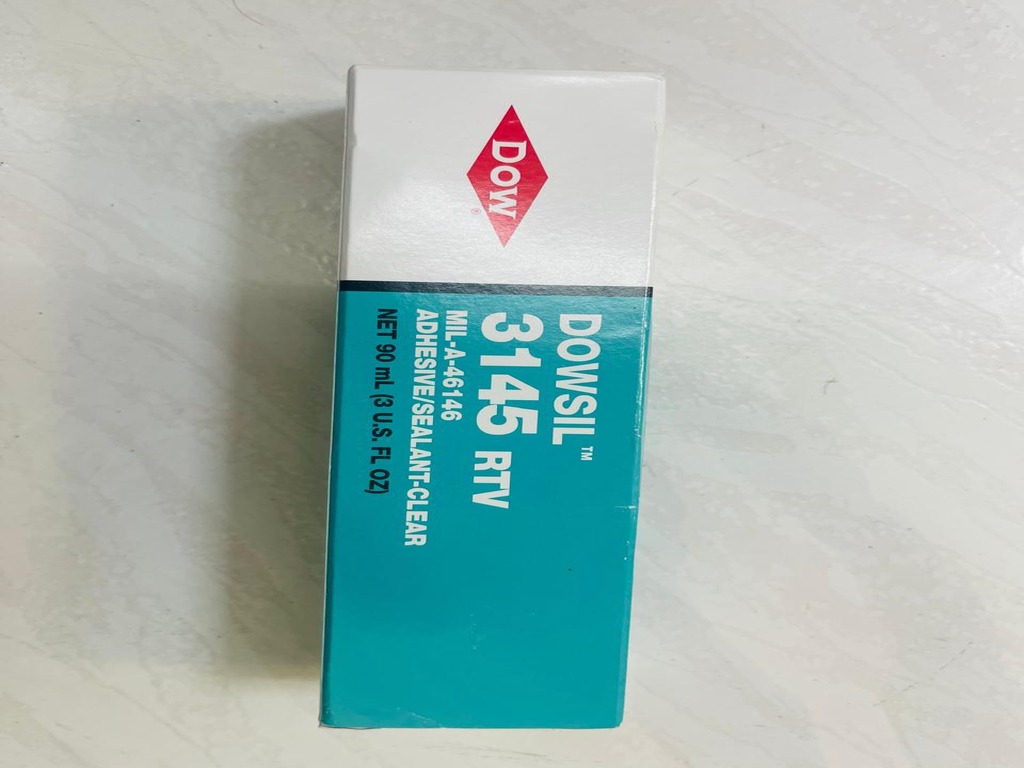 DOW
®
DOWSIL™
3145 RTV
MIL-A-46146
ADHESIVE/SEALANT-CLEAR
NET 90 mL (3 U.S. FL OZ)